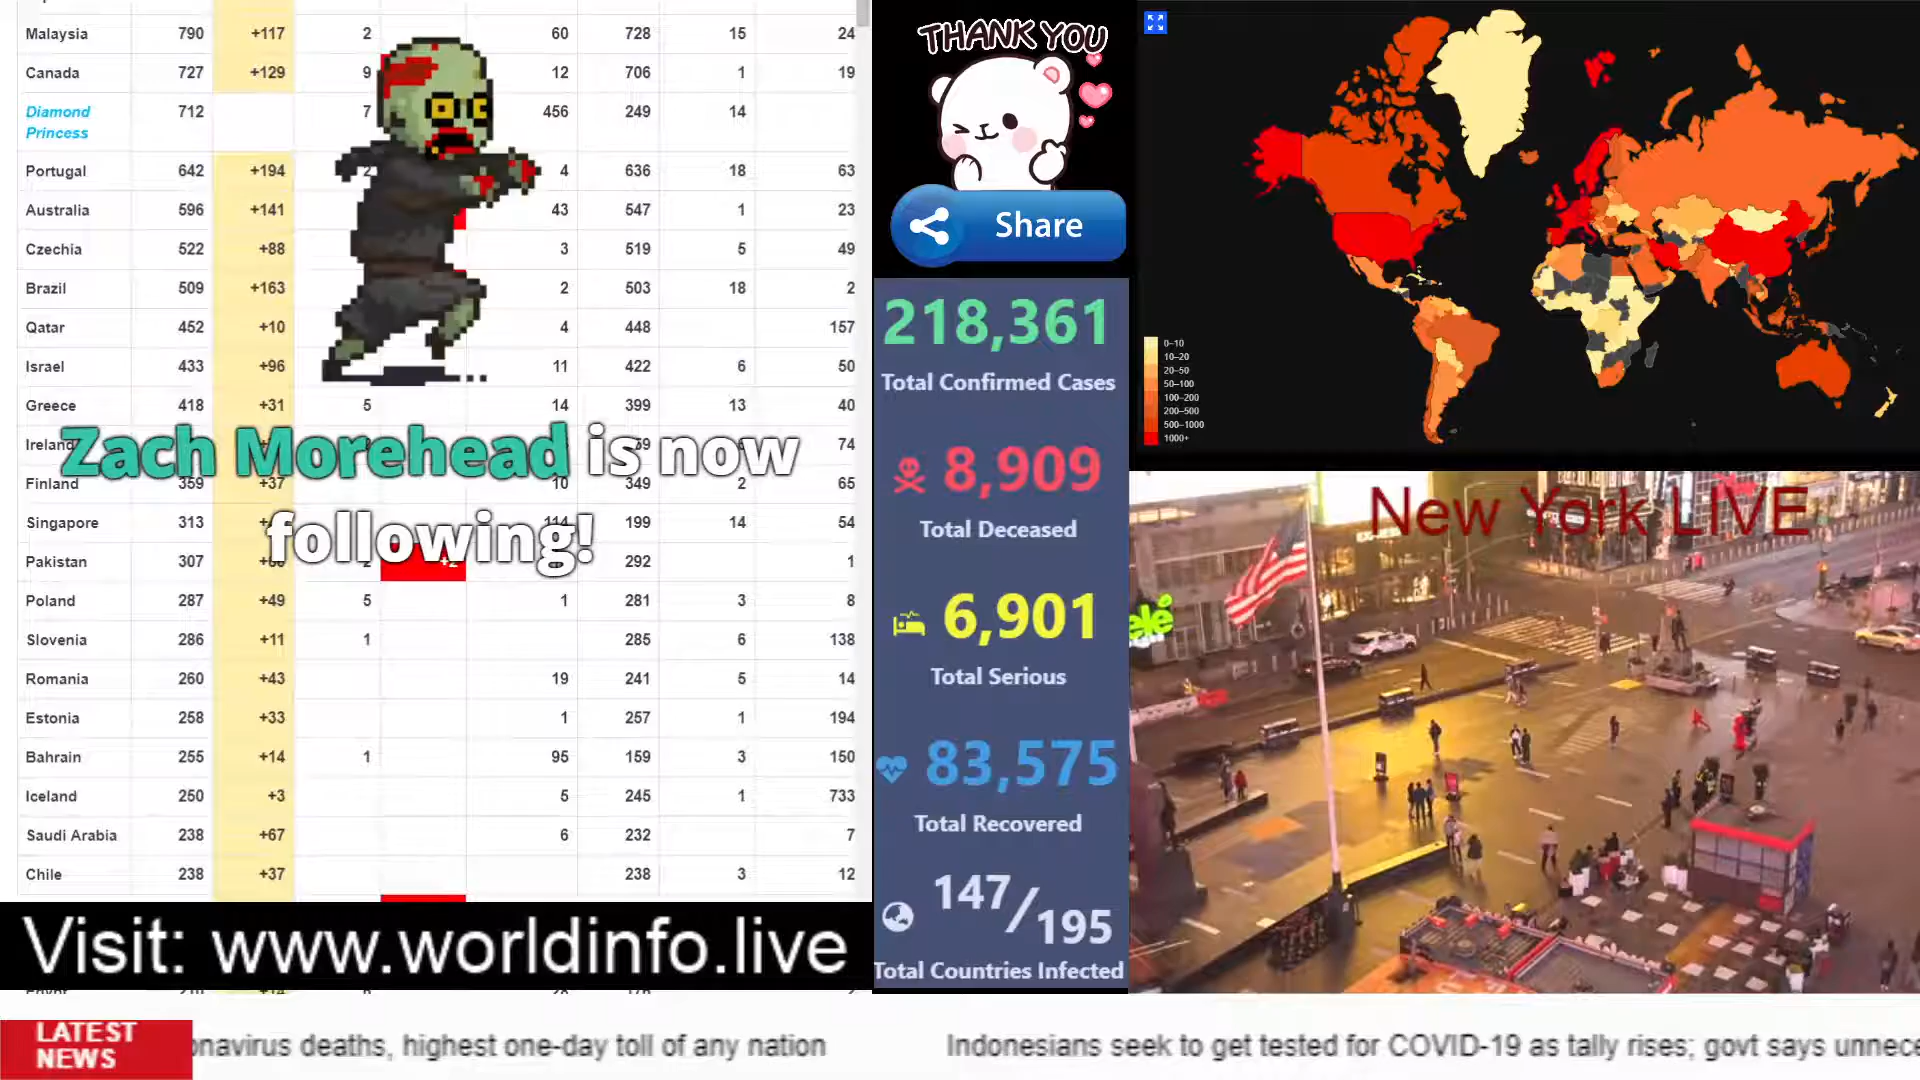 Malaysia 790 +117 2 60 728 15 24
Canada 727 +129 9 12 706 1 19
Diamond Princess 712 7 456 249 14
Portugal 642 +194 2 4 636 18 63
Australia 596 +141 43 547 1 23
Czechia 522 +88 3 519 5 49
Brazil 509 +163 2 503 18 2
Qatar 452 +10 4 448 157
Israel 433 +96 11 422 6 50
Greece 418 +31 5 14 399 13 40
Ireland 74
Zach Morehead is now
following!
Finland 359 +37 10 349 2 65
Singapore 313 114 199 14 54
Pakistan 307 2 +2 292 1
Poland 287 +49 5 1 281 3 8
Slovenia 286 +11 1 285 6 138
Romania 260 +43 19 241 5 14
Estonia 258 +33 1 257 1 194
Bahrain 255 +14 1 95 159 3 150
Iceland 250 +3 5 245 1 733
Saudi Arabia 238 +67 6 232 7
Chile 238 +37 238 3 12
Visit: www.worldinfo.live
THANK YOU
Share
218,361
Total Confirmed Cases
8,909
Total Deceased
6,901
Total Serious
83,575
Total Recovered
147/195
Total Countries Infected
0–10
10–20
20–50
50–100
100–200
200–500
500–1000
1000+
New York LIVE
elé
LATEST
NEWS
onavirus deaths, highest one-day toll of any nation
Indonesians seek to get tested for COVID-19 as tally rises; govt says unnece